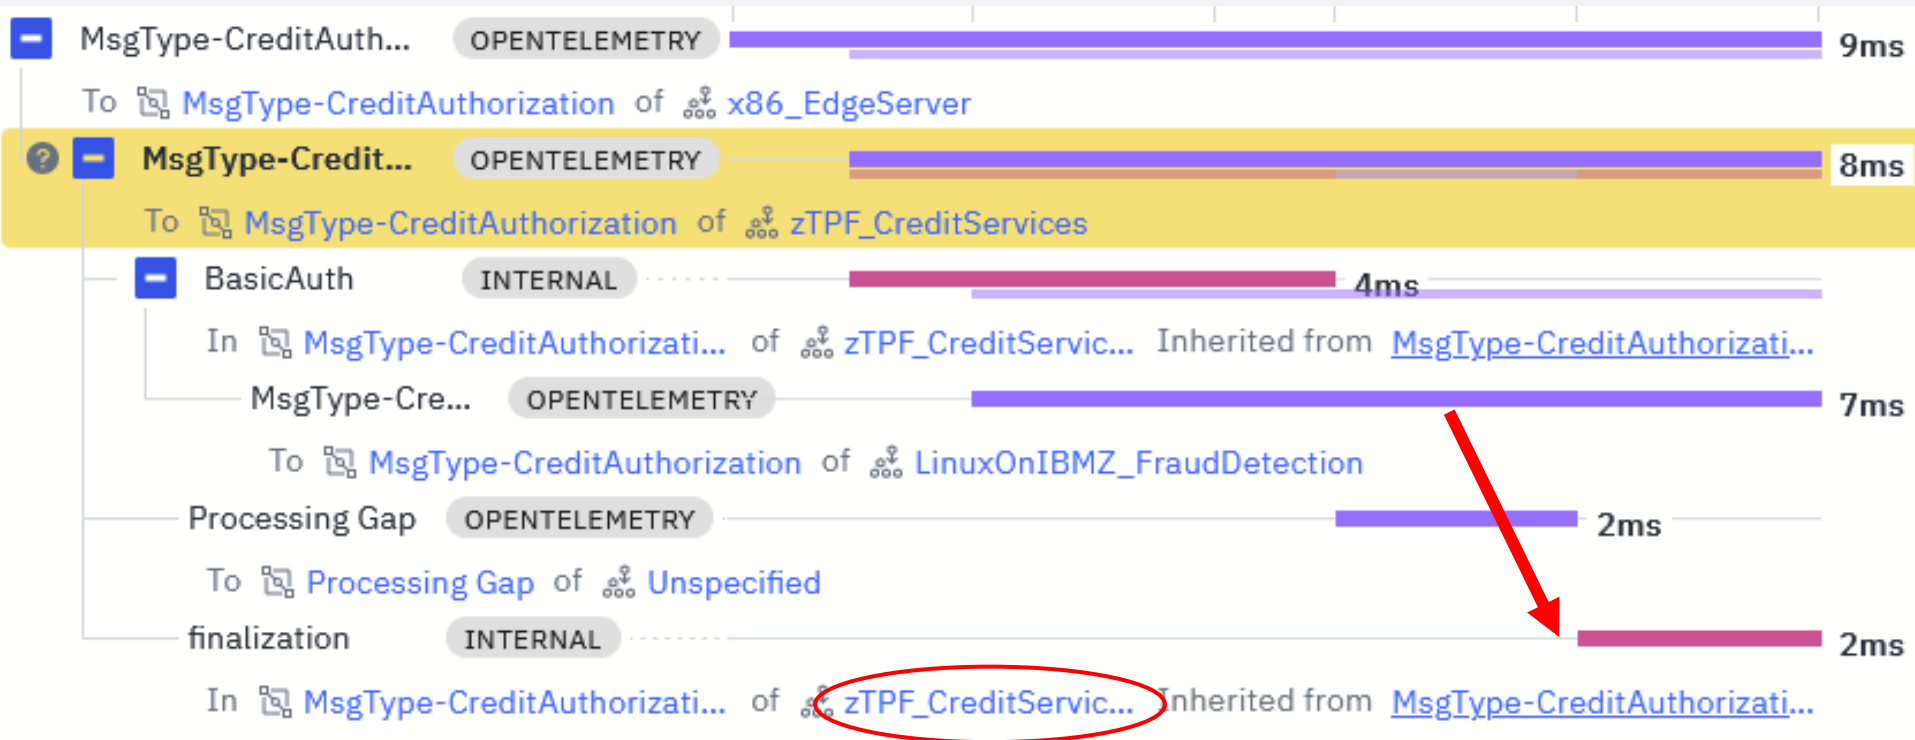 MsgType-CreditAuth... OPENTELEMETRY 9ms
To MsgType-CreditAuthorization of x86_EdgeServer
? MsgType-Credit... OPENTELEMETRY 8ms
To MsgType-CreditAuthorization of zTPF_CreditServices
BasicAuth INTERNAL 4ms
In MsgType-CreditAuthorizati... of zTPF_CreditServic... Inherited from MsgType-CreditAuthorizati...
MsgType-Cre... OPENTELEMETRY 7ms
To MsgType-CreditAuthorization of LinuxOnIBMZ_FraudDetection
Processing Gap OPENTELEMETRY 2ms
To Processing Gap of Unspecified
finalization INTERNAL 2ms
In MsgType-CreditAuthorizati... of zTPF_CreditServic... Inherited from MsgType-CreditAuthorizati...